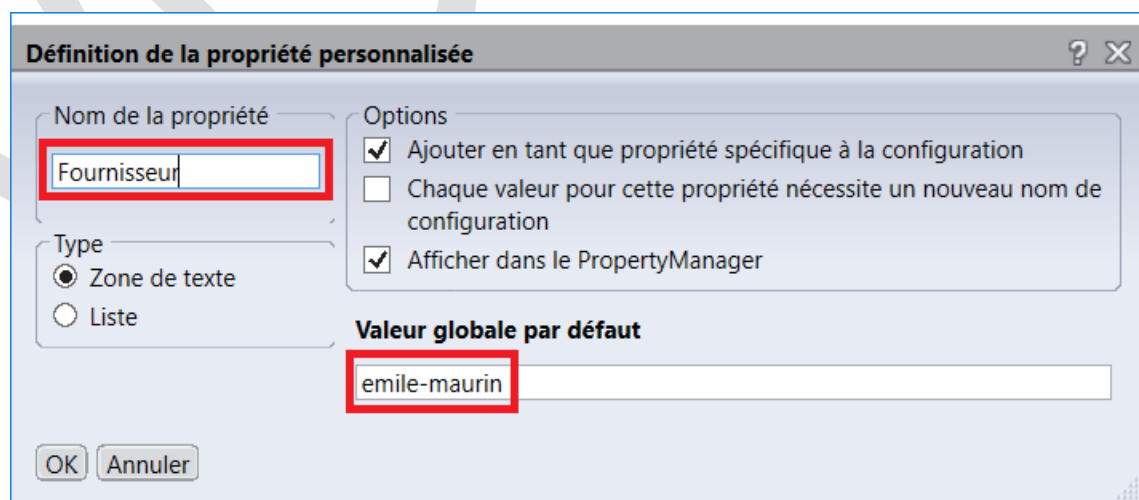 Définition de la propriété personnalisée
Nom de la propriété
Fournisseur
Type
Zone de texte
Liste
Options
Ajouter en tant que propriété spécifique à la configuration
Chaque valeur pour cette propriété nécessite un nouveau nom de
configuration
Afficher dans le PropertyManager
Valeur globale par défaut
emile-maurin
OK Annuler